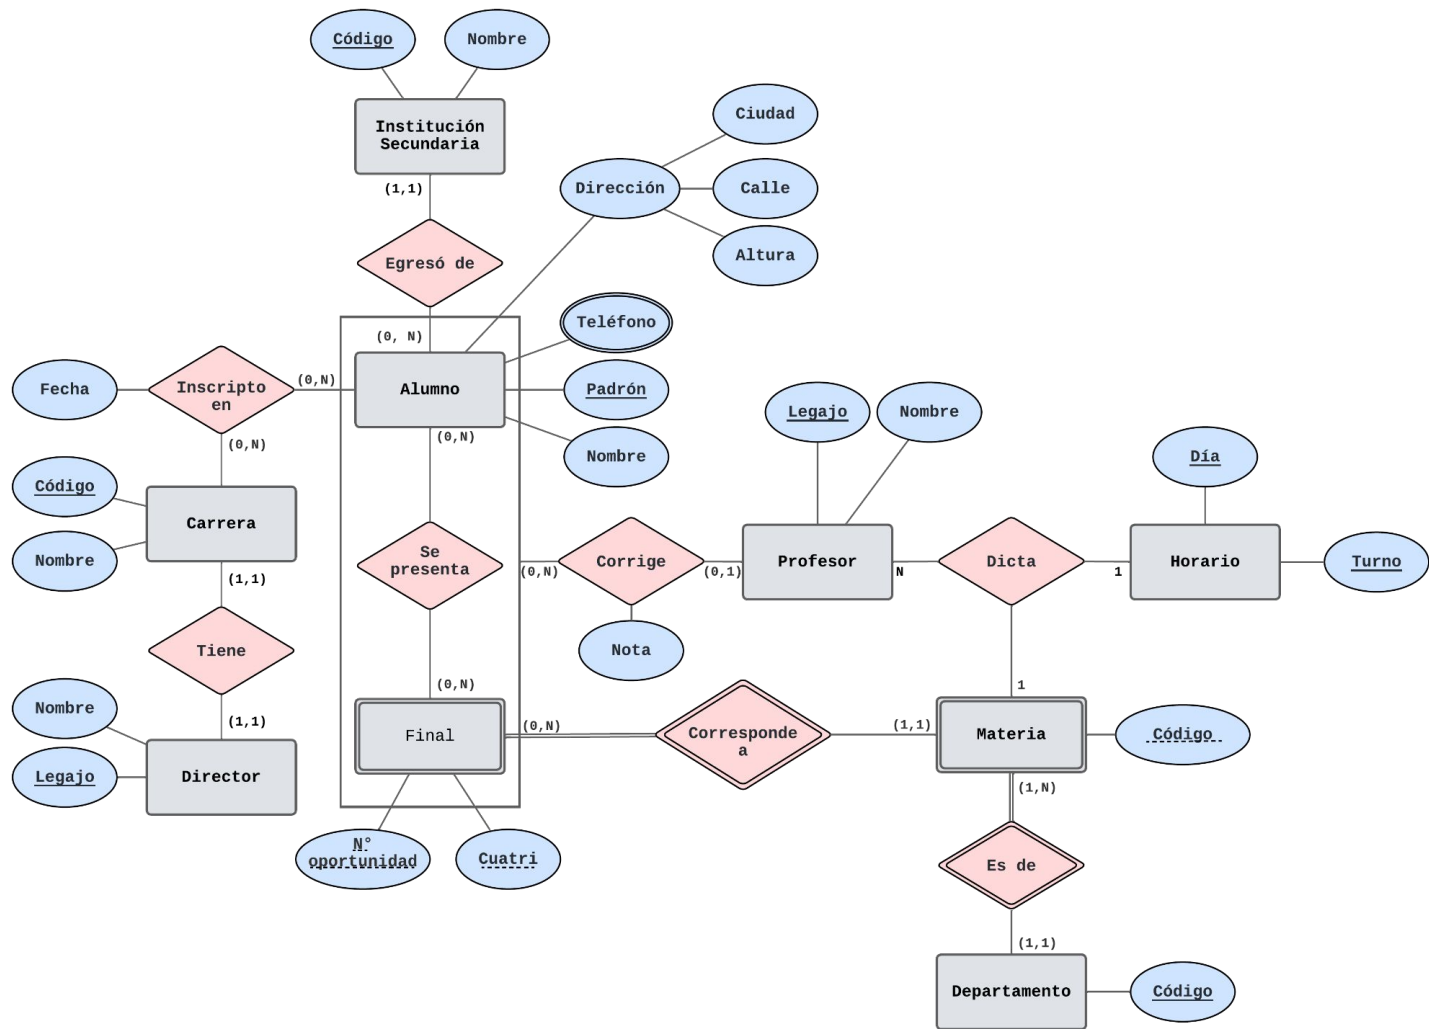 Código
Nombre
Institución
Secundaria
(1,1)
Ciudad
Dirección
Calle
Altura
Egresó de
(0, N)
Teléfono
Fecha
Inscripto
en
(0,N)
Alumno
Padrón
(0,N)
(0,N)
Nombre
Legajo
Nombre
Día
Código
Carrera
Nombre
(1,1)
Se
presenta
(0,N)
Corrige
(0,1)
Profesor
N
Dicta
1
Horario
Turno
Nota
Tiene
(1,1)
(0,N)
1
Nombre
Legajo
Director
Final
(0,N)
Corresponde
a
(1,1)
Materia
Código
(1,N)
N°
oportunidad
Cuatri
Es de
(1,1)
Departamento
Código